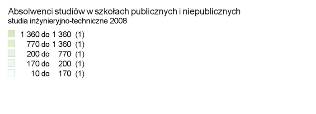 Absolwenci studiów w szkołach publicznych i niepublicznych
studia inżynieryjno-techniczne 2008
1 360 do 1 360 (1)
770 do 1 360 (1)
200 do 770 (1)
170 do 200 (1)
10 do 170 (1)